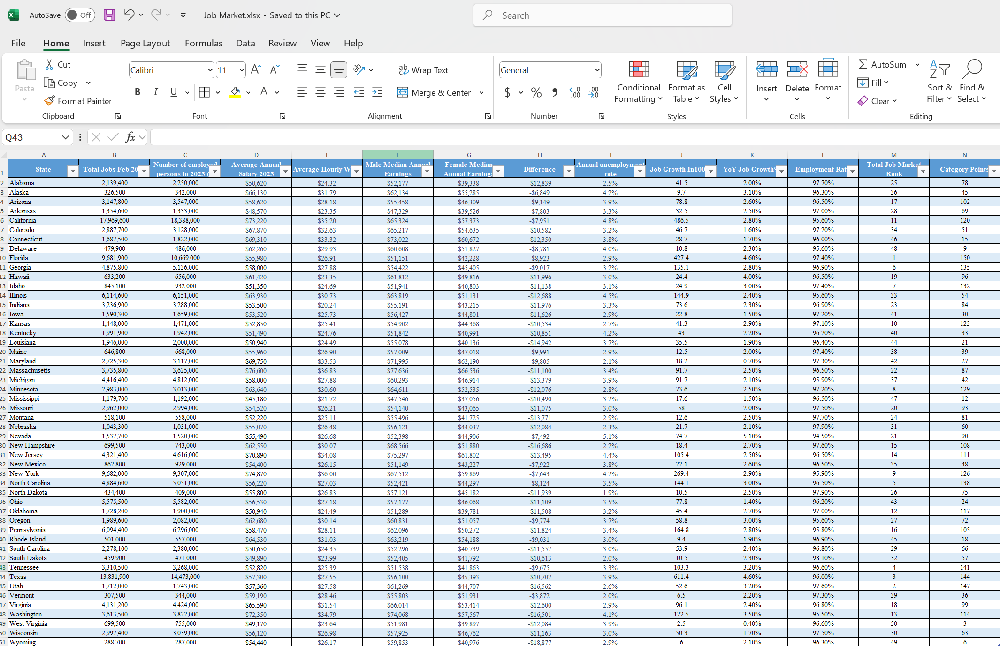 AutoSave Off Job Market.xlsx • Saved to this PC Search
File Home Insert Page Layout Formulas Data Review View Help
Paste Cut Copy Format Painter Clipboard
Calibri 11 B I U A Font
ab Wrap Text Merge & Center Alignment
General $ % Number
Conditional Formatting Format as Table Cell Styles Styles
Insert Delete Format Cells
AutoSum Fill Clear Sort & Filter Find & Select Editing
Q43 fx
A B C D E F G H I J K L M N
1 State Total Jobs Feb 20 Number of employed persons in 2023 ( Average Annual Salary 2023 Average Hourly W Male Median Annual Earnings Female Median Annual Earnings Difference Annual unemployment rate Job Growth In100 YoY Job Growth Employment Rat Total Job Market Rank Category Points
2 Alabama 2,139,400 2,250,000 $50,620 $24.32 $52,177 $39,338 -$12,839 2.5% 41.5 2.00% 97.70% 25 78
3 Alaska 326,500 342,000 $66,130 $31.79 $62,134 $55,285 -$6,849 4.2% 9.7 3.10% 96.30% 36 45
4 Arizona 3,147,800 3,547,000 $58,620 $28.18 $55,458 $46,309 -$9,149 3.9% 78.8 2.60% 96.50% 17 102
5 Arkansas 1,354,600 1,333,000 $48,570 $23.35 $47,329 $39,526 -$7,803 3.3% 32.5 2.50% 97.00% 28 69
6 California 17,969,600 18,388,000 $73,220 $35.20 $65,324 $57,373 -$7,951 4.8% 486.5 2.80% 95.60% 11 120
7 Colorado 2,887,700 3,128,000 $67,870 $32.63 $65,217 $54,635 -$10,582 3.2% 46.7 1.60% 97.20% 34 51
8 Connecticut 1,687,500 1,822,000 $69,310 $33.32 $73,022 $60,672 -$12,350 3.8% 28.7 1.70% 96.00% 46 15
9 Delaware 479,900 486,000 $62,260 $29.93 $60,608 $51,827 -$8,781 4.0% 10.8 2.30% 95.60% 48 9
10 Florida 9,681,900 10,669,000 $55,980 $26.91 $51,151 $42,228 -$8,923 2.9% 427.4 4.60% 97.40% 1 150
11 Georgia 4,875,800 5,136,000 $58,000 $27.88 $54,422 $45,405 -$9,017 3.2% 135.1 2.80% 96.90% 6 135
12 Hawaii 633,200 656,000 $61,420 $23.35 $61,812 $49,816 -$11,996 3.0% 24.4 4.00% 96.50% 19 96
13 Idaho 845,100 932,000 $51,350 $24.69 $51,941 $40,803 -$11,138 3.1% 24.9 3.00% 97.40% 7 132
14 Illinois 6,114,600 6,151,000 $63,930 $30.73 $63,819 $51,131 -$12,688 4.5% 144.9 2.40% 95.60% 33 54
15 Indiana 3,236,900 3,288,000 $53,500 $20.24 $55,191 $43,215 -$11,976 3.3% 73.6 2.30% 96.90% 23 84
16 Iowa 1,590,300 1,659,000 $53,520 $25.73 $56,427 $44,801 -$11,626 2.9% 22.8 1.50% 97.20% 41 30
17 Kansas 1,448,000 1,471,000 $52,850 $25.41 $54,902 $44,368 -$10,534 2.7% 41.3 2.90% 97.10% 10 123
18 Kentucky 1,991,900 1,942,000 $51,490 $24.76 $51,842 $40,991 -$10,851 4.2% 43 2.20% 96.20% 40 33
19 Louisiana 1,946,000 2,000,000 $50,940 $24.49 $55,078 $40,136 -$14,942 3.7% 35.5 1.90% 96.40% 44 21
20 Maine 646,800 668,000 $55,960 $26.90 $57,009 $47,018 -$9,991 2.9% 12.5 2.00% 97.40% 38 39
21 Maryland 2,725,300 3,117,000 $69,750 $33.53 $71,995 $62,190 -$9,805 2.1% 18.2 0.70% 97.30% 42 27
22 Massachusetts 3,735,800 3,625,000 $76,600 $36.83 $77,636 $66,536 -$11,100 3.4% 91.7 2.50% 96.50% 22 87
23 Michigan 4,416,400 4,812,000 $58,000 $27.88 $60,293 $46,914 -$13,379 3.9% 91.7 2.10% 95.90% 37 42
24 Minnesota 2,983,000 3,013,000 $63,640 $30.60 $64,611 $52,535 -$12,076 2.8% 73.6 2.50% 97.20% 8 129
25 Mississippi 1,179,700 1,192,000 $45,180 $21.72 $47,546 $37,056 -$10,490 3.2% 17.6 1.50% 96.50% 47 12
26 Missouri 2,962,000 2,994,000 $54,520 $26.21 $54,140 $43,065 -$11,075 3.0% 58 2.00% 97.50% 20 93
27 Montana 518,100 558,000 $52,220 $25.11 $55,496 $41,725 -$13,771 2.9% 12.6 2.50% 97.70% 24 81
28 Nebraska 1,043,300 1,031,000 $55,070 $26.48 $56,121 $44,037 -$12,084 2.3% 21.7 2.10% 97.90% 31 60
29 Nevada 1,537,700 1,520,000 $55,490 $26.68 $52,398 $44,906 -$7,492 5.1% 74.7 5.10% 94.50% 21 90
30 New Hampshire 699,500 743,000 $62,550 $30.07 $68,566 $51,880 -$16,686 2.2% 18.4 2.70% 97.60% 15 108
31 New Jersey 4,321,400 4,616,000 $70,890 $34.08 $75,297 $61,802 -$13,495 4.4% 105.4 2.50% 96.50% 14 111
32 New Mexico 862,800 929,000 $54,400 $26.15 $51,149 $43,227 -$7,922 3.8% 22.1 2.60% 96.50% 35 48
33 New York 9,682,000 9,307,000 $74,870 $36.00 $67,512 $59,869 -$7,643 4.2% 269.4 2.90% 95.90% 9 126
34 North Carolina 4,884,600 5,051,000 $56,220 $27.03 $52,421 $44,297 -$8,124 3.5% 144.1 3.00% 96.50% 5 138
35 North Dakota 434,400 409,000 $55,800 $26.83 $57,121 $45,182 -$11,939 1.9% 10.5 2.50% 97.90% 26 75
36 Ohio 5,575,500 5,582,000 $56,530 $27.18 $57,177 $46,068 -$11,109 3.5% 77.8 1.40% 96.20% 43 24
37 Oklahoma 1,728,200 1,900,000 $50,940 $24.49 $51,289 $39,781 -$11,508 3.2% 45.4 2.70% 97.00% 12 117
38 Oregon 1,989,600 2,082,000 $62,680 $30.14 $60,831 $51,057 -$9,774 3.7% 58.8 3.00% 95.60% 27 72
39 Pennsylvania 6,094,400 6,296,000 $58,470 $28.11 $62,096 $50,272 -$11,824 3.4% 164.8 2.80% 95.80% 16 105
40 Rhode Island 501,000 557,000 $64,530 $31.03 $63,219 $54,188 -$9,031 3.0% 9.4 1.90% 96.90% 45 18
41 South Carolina 2,278,100 2,380,000 $50,650 $24.35 $52,296 $40,739 -$11,557 3.0% 53.9 2.40% 96.80% 29 66
42 South Dakota 459,900 471,000 $49,890 $23.99 $52,405 $41,792 -$10,613 2.0% 10.5 2.30% 98.10% 32 57
43 Tennessee 3,310,500 3,268,000 $52,820 $25.39 $51,538 $41,863 -$9,675 3.3% 103.3 3.20% 96.60% 4 141
44 Texas 13,831,900 14,473,000 $57,300 $27.55 $56,100 $45,393 -$10,707 3.9% 611.4 4.60% 96.00% 3 144
45 Utah 1,712,000 1,743,000 $57,360 $27.58 $61,269 $44,707 -$16,562 2.6% 52.6 3.20% 97.60% 2 147
46 Vermont 307,500 344,000 $59,190 $28.46 $55,803 $51,931 -$3,872 2.0% 6.5 2.20% 97.30% 39 36
47 Virginia 4,131,200 4,424,000 $65,590 $31.54 $66,014 $53,414 -$12,600 2.9% 96.1 2.40% 96.80% 18 99
48 Washington 3,613,500 3,822,000 $72,350 $34.79 $74,068 $57,567 -$16,501 4.1% 122.5 3.50% 95.50% 13 114
49 West Virginia 699,500 755,000 $49,170 $23.64 $51,981 $39,897 -$12,084 3.9% 2.5 0.40% 96.60% 50 3
50 Wisconsin 2,997,400 3,039,000 $56,120 $26.98 $57,925 $46,762 -$11,163 3.0% 50.3 1.70% 97.50% 30 63
51 Wyoming 288,700 287,000 $54,440 $26.17 $59,853 $40,976 -$18,877 2.9% 6 2.10% 96.30% 49 6